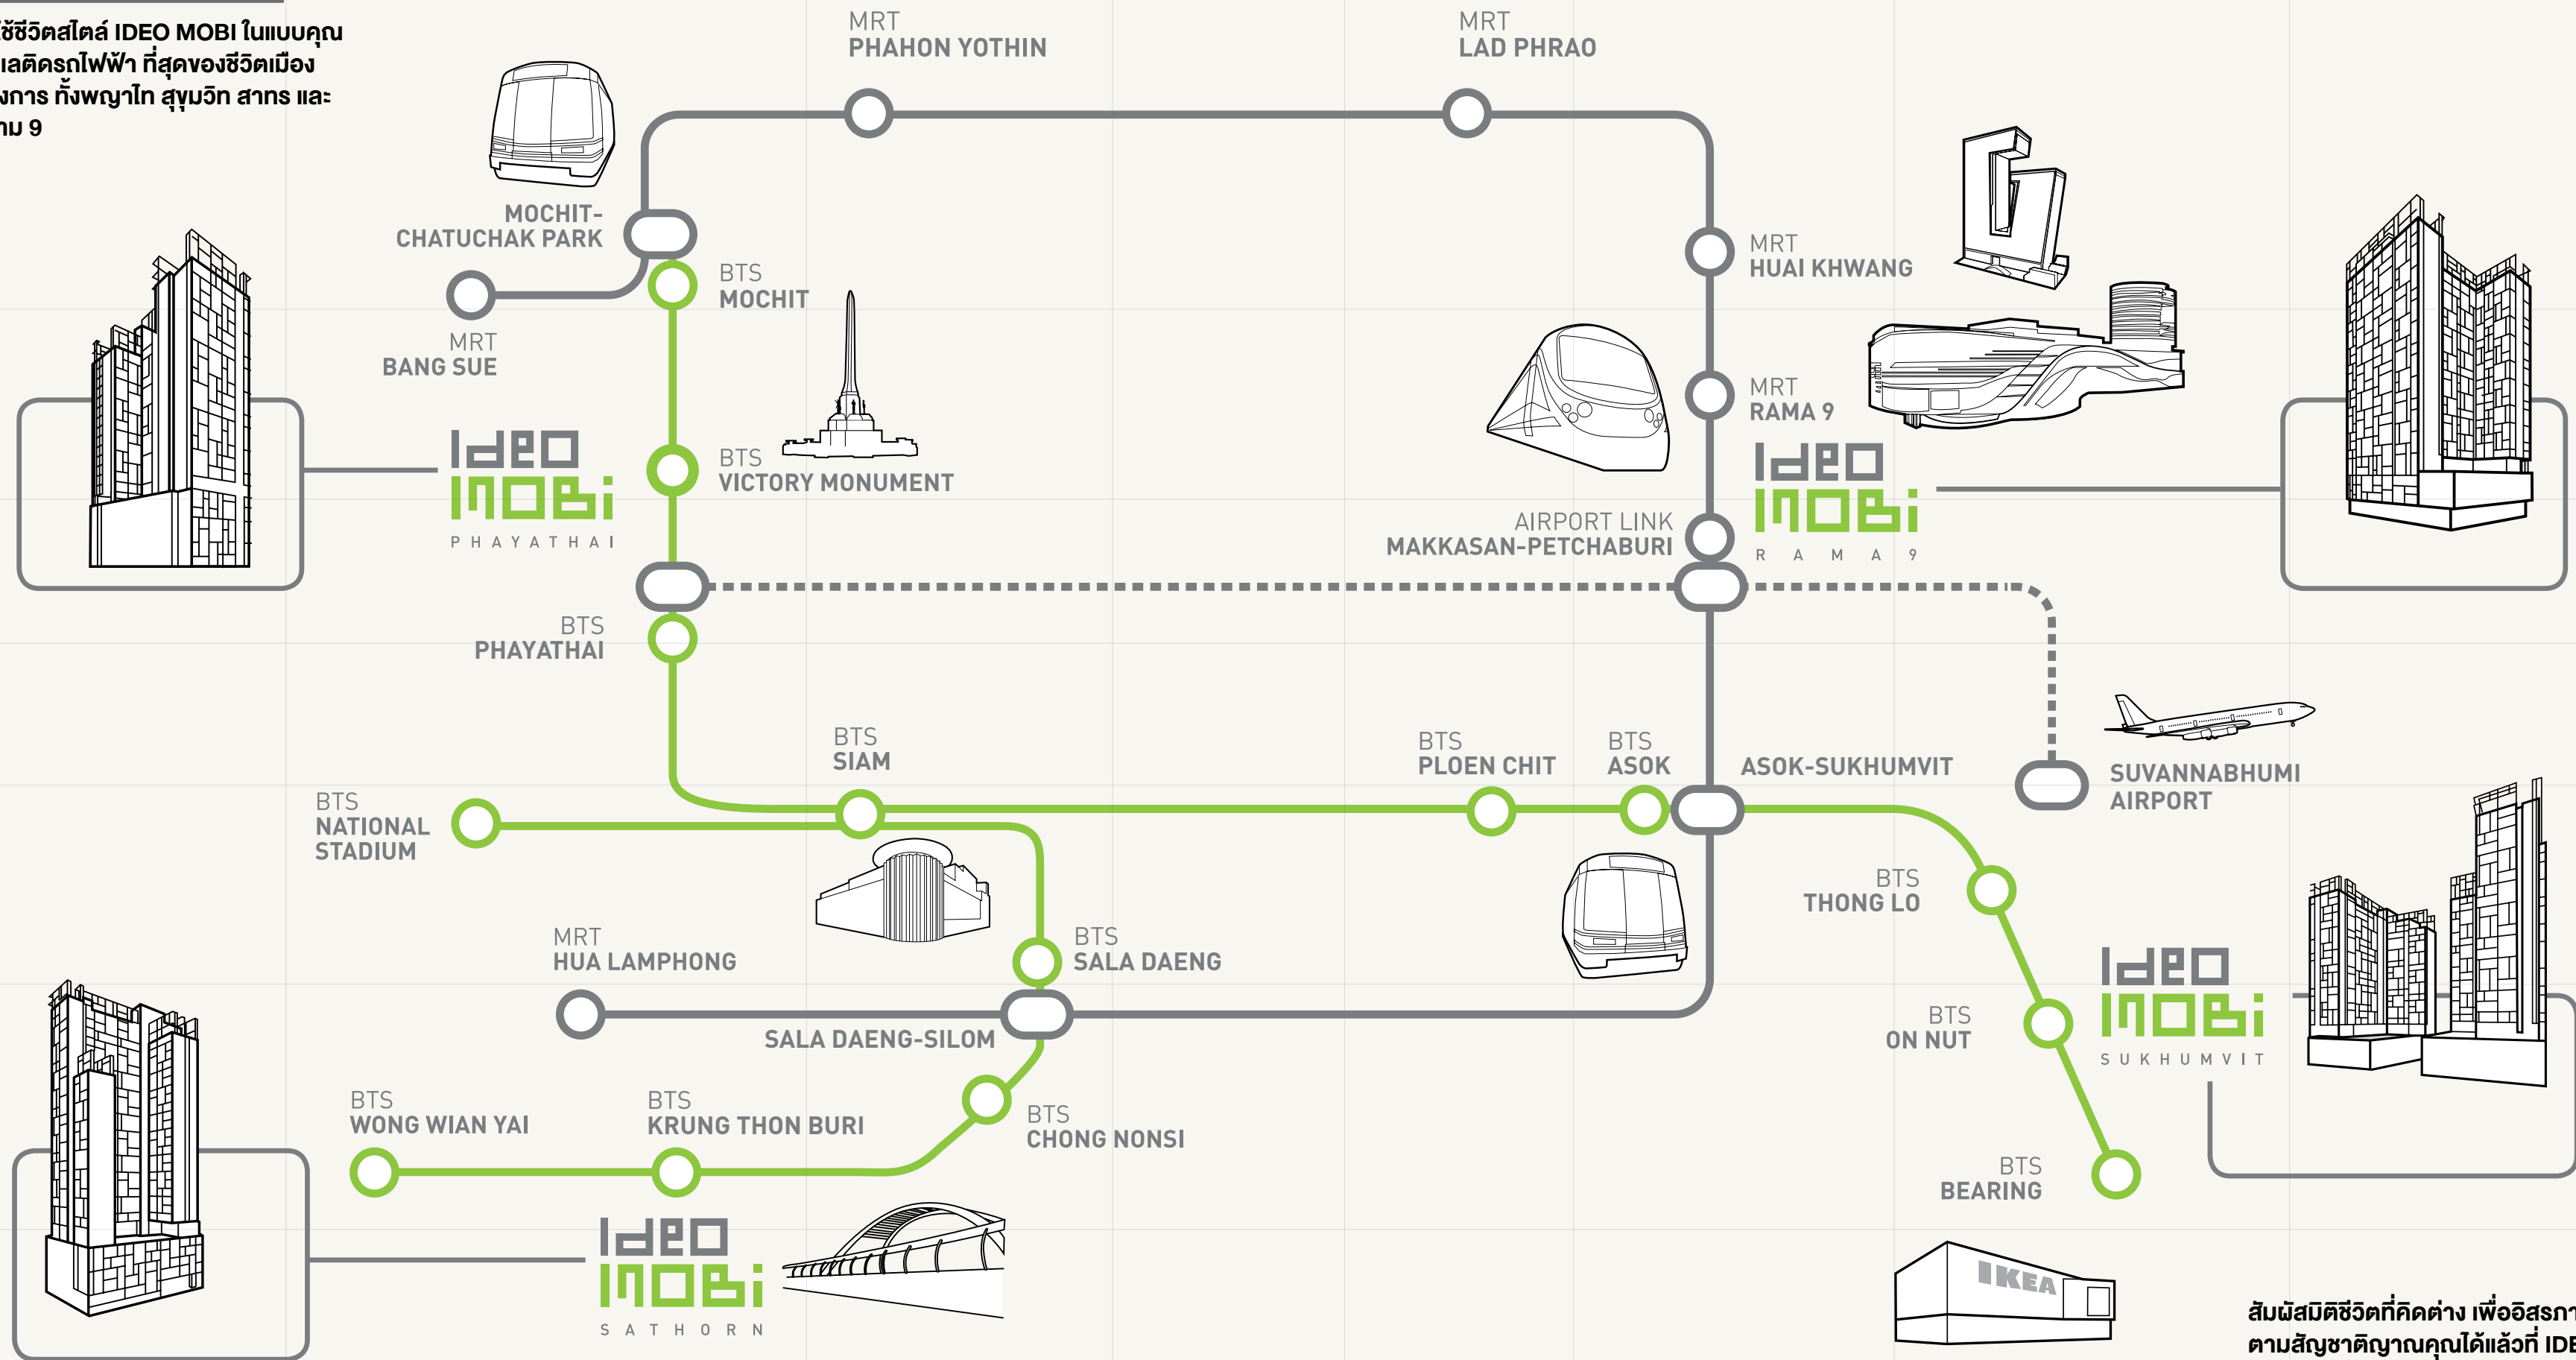 ใช้ชีวิตสไตล์ IDEO MOBI ในแบบคุณ
เลติดรถไฟฟ้า ที่สุดของชีวิตเมือง
งการ ทั้งพญาไท สุขุมวิท สาทร และ
าม 9
MRT
PHAHON YOTHIN
MRT
LAD PHRAO
MOCHIT-
CHATUCHAK PARK
BTS
MOCHIT
MRT
BANG SUE
MRT
HUAI KHWANG
MRT
RAMA 9
BTS
VICTORY MONUMENT
IDEO
MOBi
PHAYATHAI
IDEO
MOBi
RAMA 9
AIRPORT LINK
MAKKASAN-PETCHABURI
BTS
PHAYATHAI
BTS
SIAM
BTS
PLOEN CHIT
BTS
ASOK
ASOK-SUKHUMVIT
SUVANNABHUMI
AIRPORT
BTS
NATIONAL
STADIUM
BTS
THONG LO
MRT
HUA LAMPHONG
BTS
SALA DAENG
SALA DAENG-SILOM
BTS
ON NUT
IDEO
MOBi
SUKHUMVIT
BTS
WONG WIAN YAI
BTS
KRUNG THON BURI
BTS
CHONG NONSI
BTS
BEARING
IDEO
MOBi
SATHORN
IKEA
สัมผัสมิติชีวิตที่คิดต่าง เพื่ออิสรภา
ตามสัญชาติญาณคุณได้แล้วที่ IDE